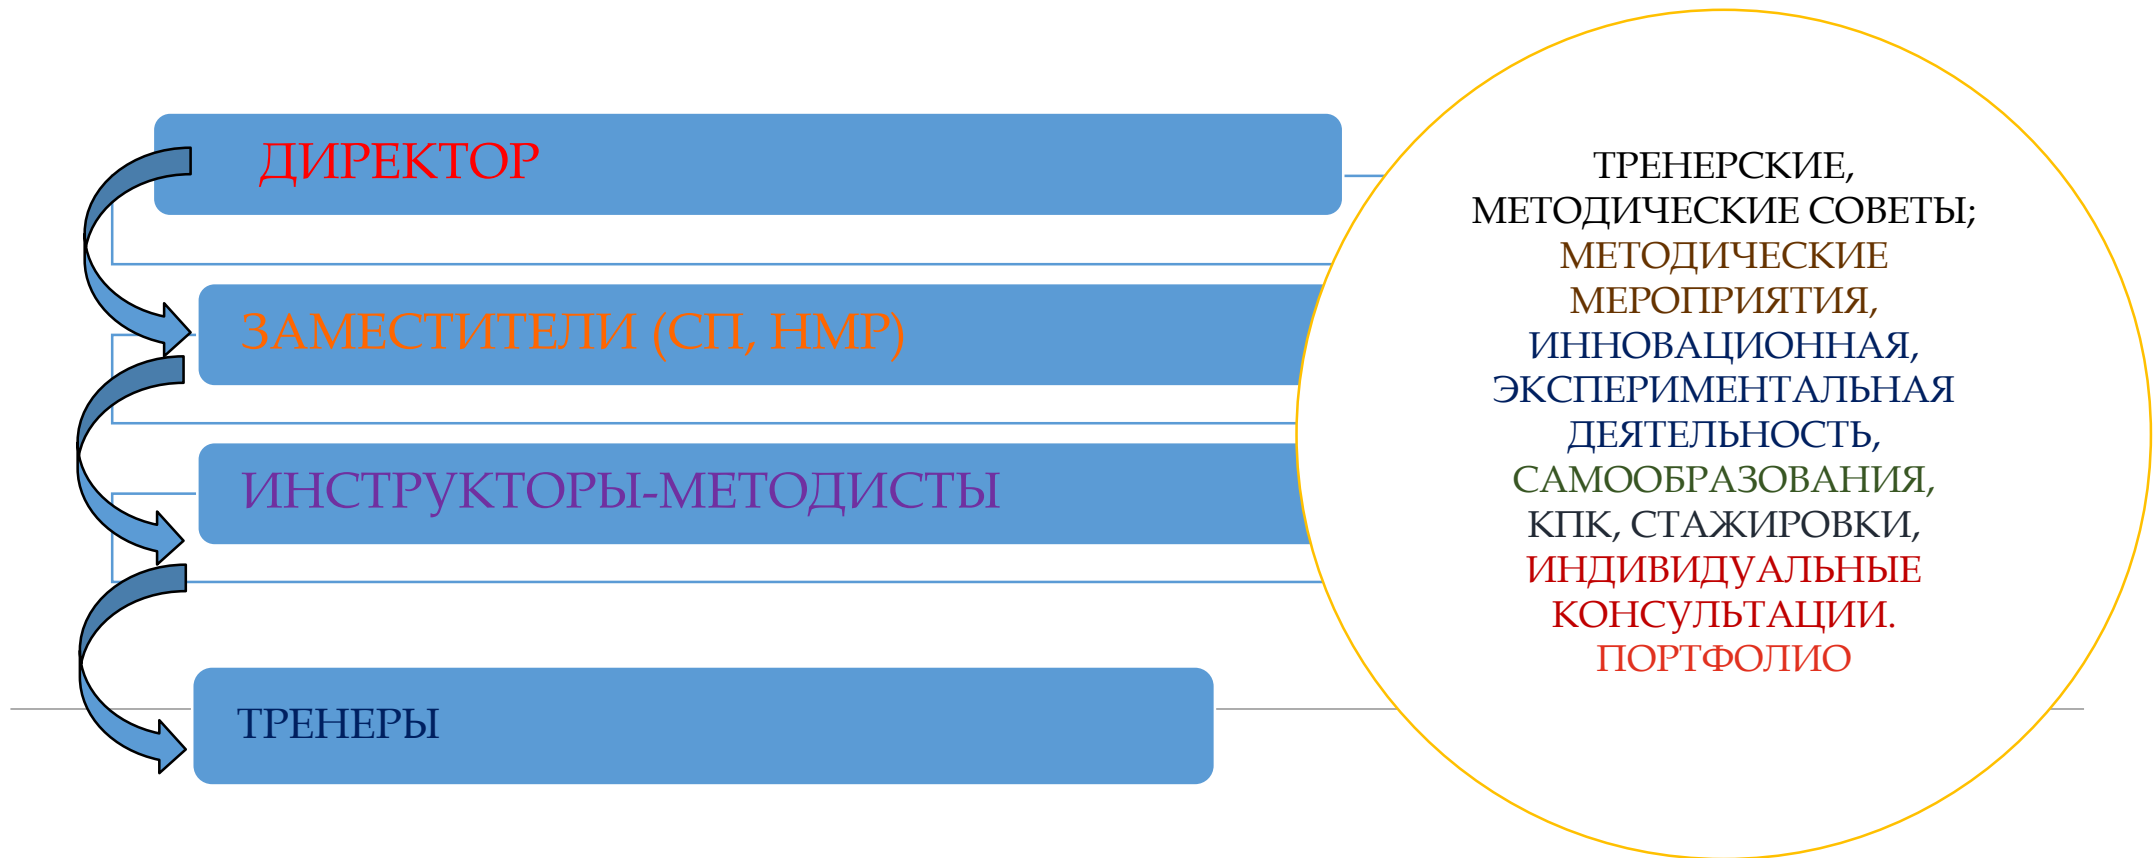 ДИРЕКТОР
ЗАМЕСТИТЕЛИ (СП, НМР)
ИНСТРУКТОРЫ-МЕТОДИСТЫ
ТРЕНЕРЫ
ТРЕНЕРСКИЕ,
МЕТОДИЧЕСКИЕ СОВЕТЫ;
МЕТОДИЧЕСКИЕ
МЕРОПРИЯТИЯ,
ИННОВАЦИОННАЯ,
ЭКСПЕРИМЕНТАЛЬНАЯ
ДЕЯТЕЛЬНОСТЬ,
САМООБРАЗОВАНИЯ,
КПК, СТАЖИРОВКИ,
ИНДИВИДУАЛЬНЫЕ
КОНСУЛЬТАЦИИ.
ПОРТФОЛИО